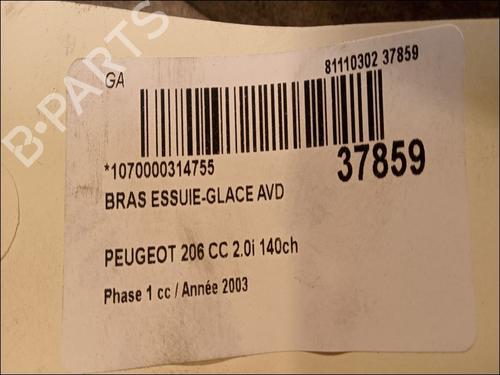 GA
81110302 37859
*1070000314755
37859
BRAS ESSUIE-GLACE AVD
PEUGEOT 206 CC 2.0i 140ch
Phase 1 cc / Année 2003
B-PARTS